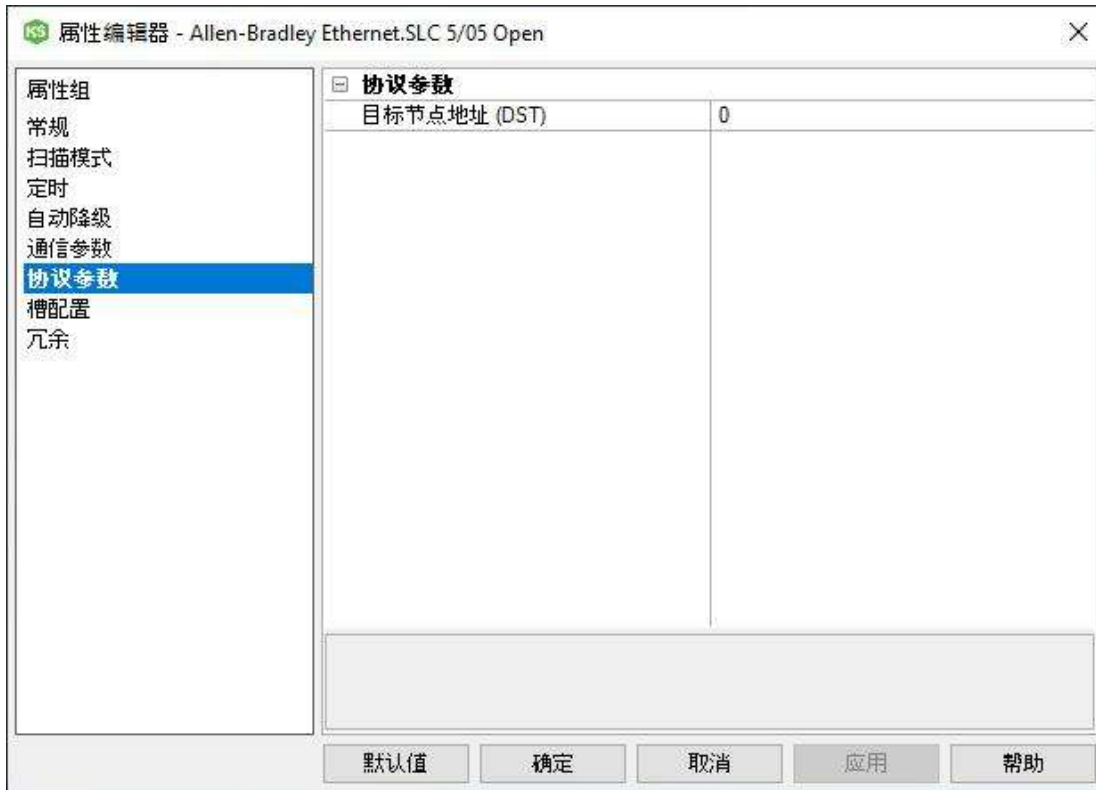 属性编辑器 - Allen-Bradley Ethernet.SLC 5/05 Open
属性组
常规
扫描模式
定时
自动降级
通信参数
协议参数
槽配置
冗余
协议参数
目标节点地址 (DST) 0
默认值 确定 取消 应用 帮助